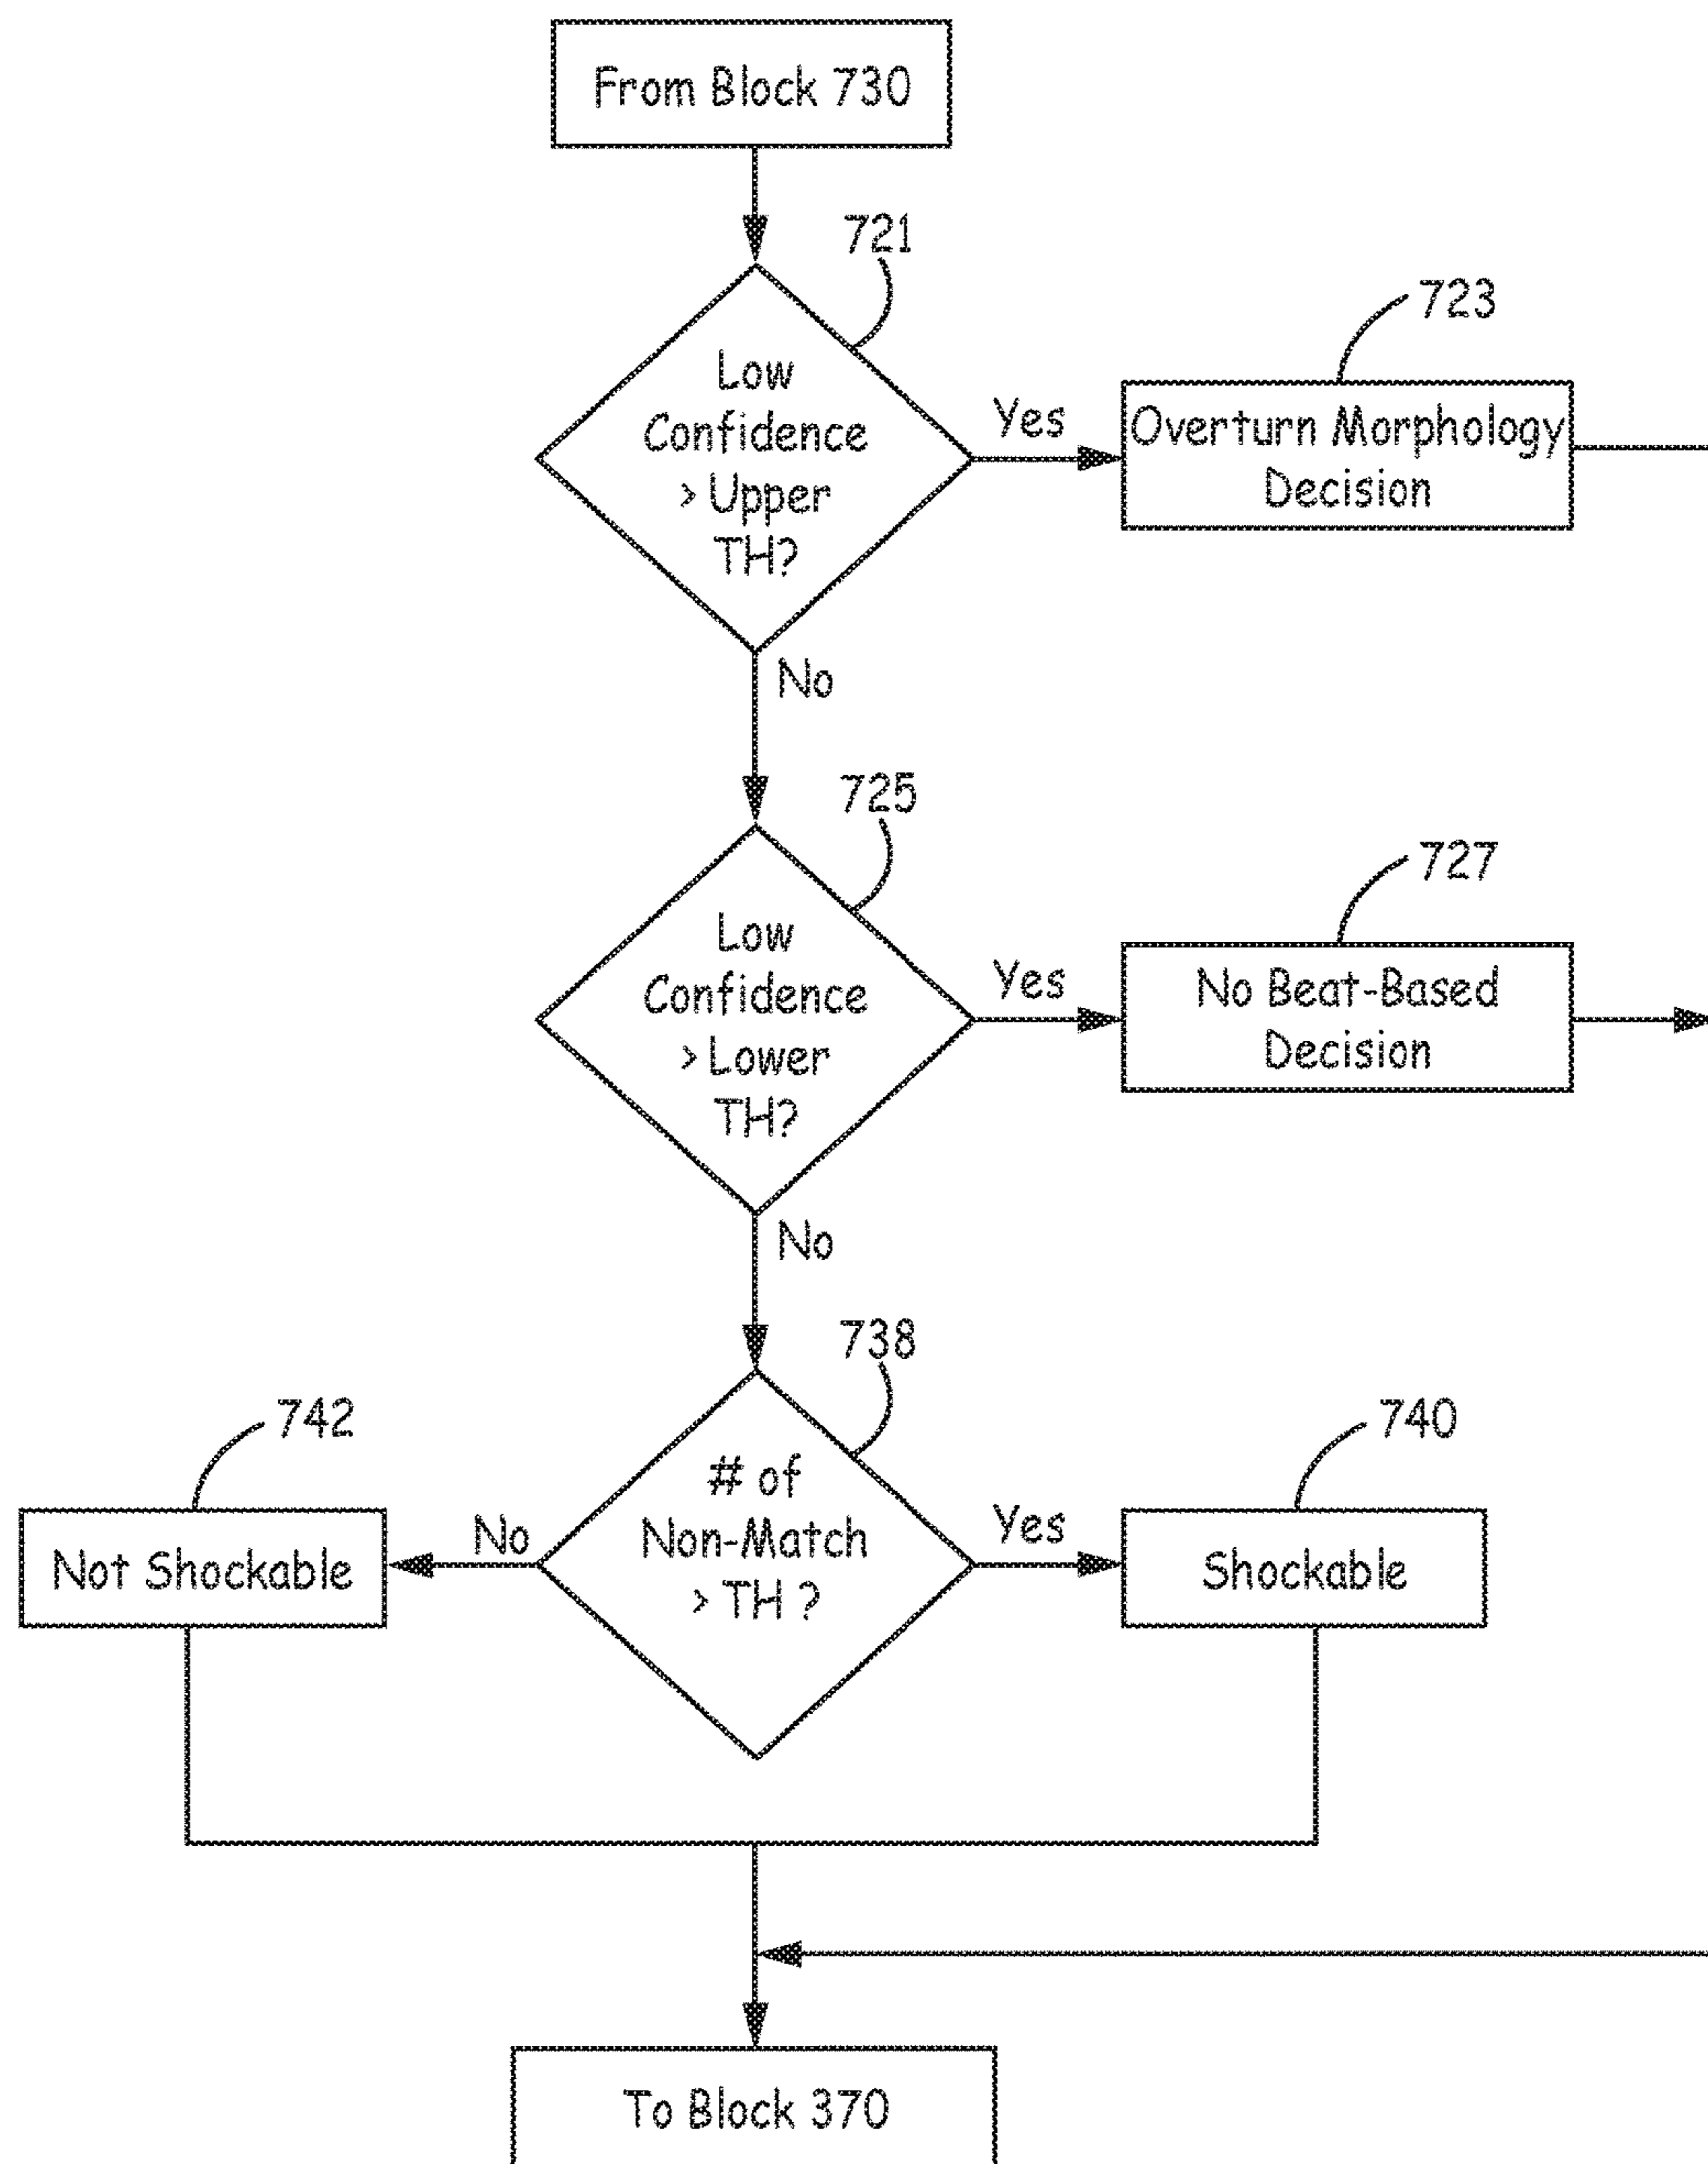 From Block 730
721
Low
Confidence
> Upper
TH?
Yes
723
Overturn Morphology
Decision
No
725
Low
Confidence
> Lower
TH?
Yes
727
No Beat-Based
Decision
No
738
# of
Non-Match
> TH ?
No
742
Not Shockable
Yes
740
Shockable
To Block 370